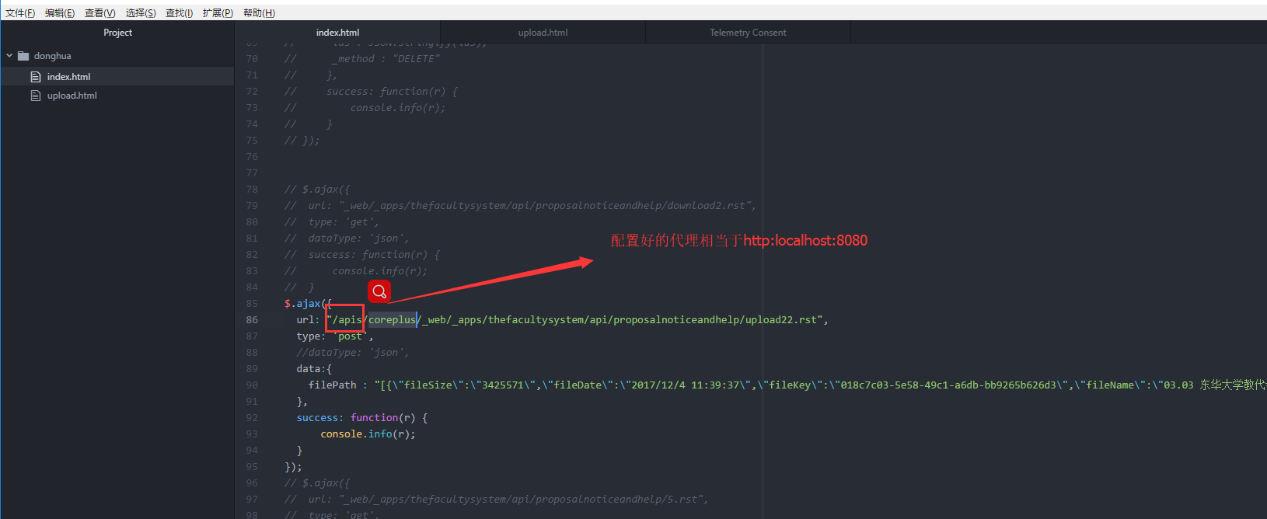 文件(F) 编辑(E) 查看(V) 选择(S) 查找(I) 扩展(P) 帮助(H)
Project
index.html
upload.html
Telemetry Consent
donghua
index.html
upload.html
70 // _method : "DELETE"
71 // },
72 // success: function(r) {
73 // console.info(r);
74 // }
75 // });
76
77
78 // $.ajax({
79 // url: "_web/_apps/thefacultysystem/api/proposalnoticeandhelp/download2.rst",
80 // type: 'get',
81 // dataType: 'json',
82 // success: function(r) {
83 // console.info(r);
84 // }
85 $.ajax({
86 url: "/apis/coreplus/_web/_apps/thefacultysystem/api/proposalnoticeandhelp/upload22.rst",
87 type: 'post',
88 //dataType: 'json',
89 data:{
90 filePath : "[{\"fileSize\":\"3425571\",\"fileDate\":\"2017/12/4 11:39:37\",\"fileKey\":\"018c7c03-5e58-49c1-a6db-bb9265b626d3\",\"fileName\":\"03.03 东华大学教代
91 },
92 success: function(r) {
93 console.info(r);
94 }
95 });
96 // $.ajax({
97 // url: "_web/_apps/thefacultysystem/api/proposalnoticeandhelp/5.rst",
98 // type: 'get',
配置好的代理相当于http:localhost:8080